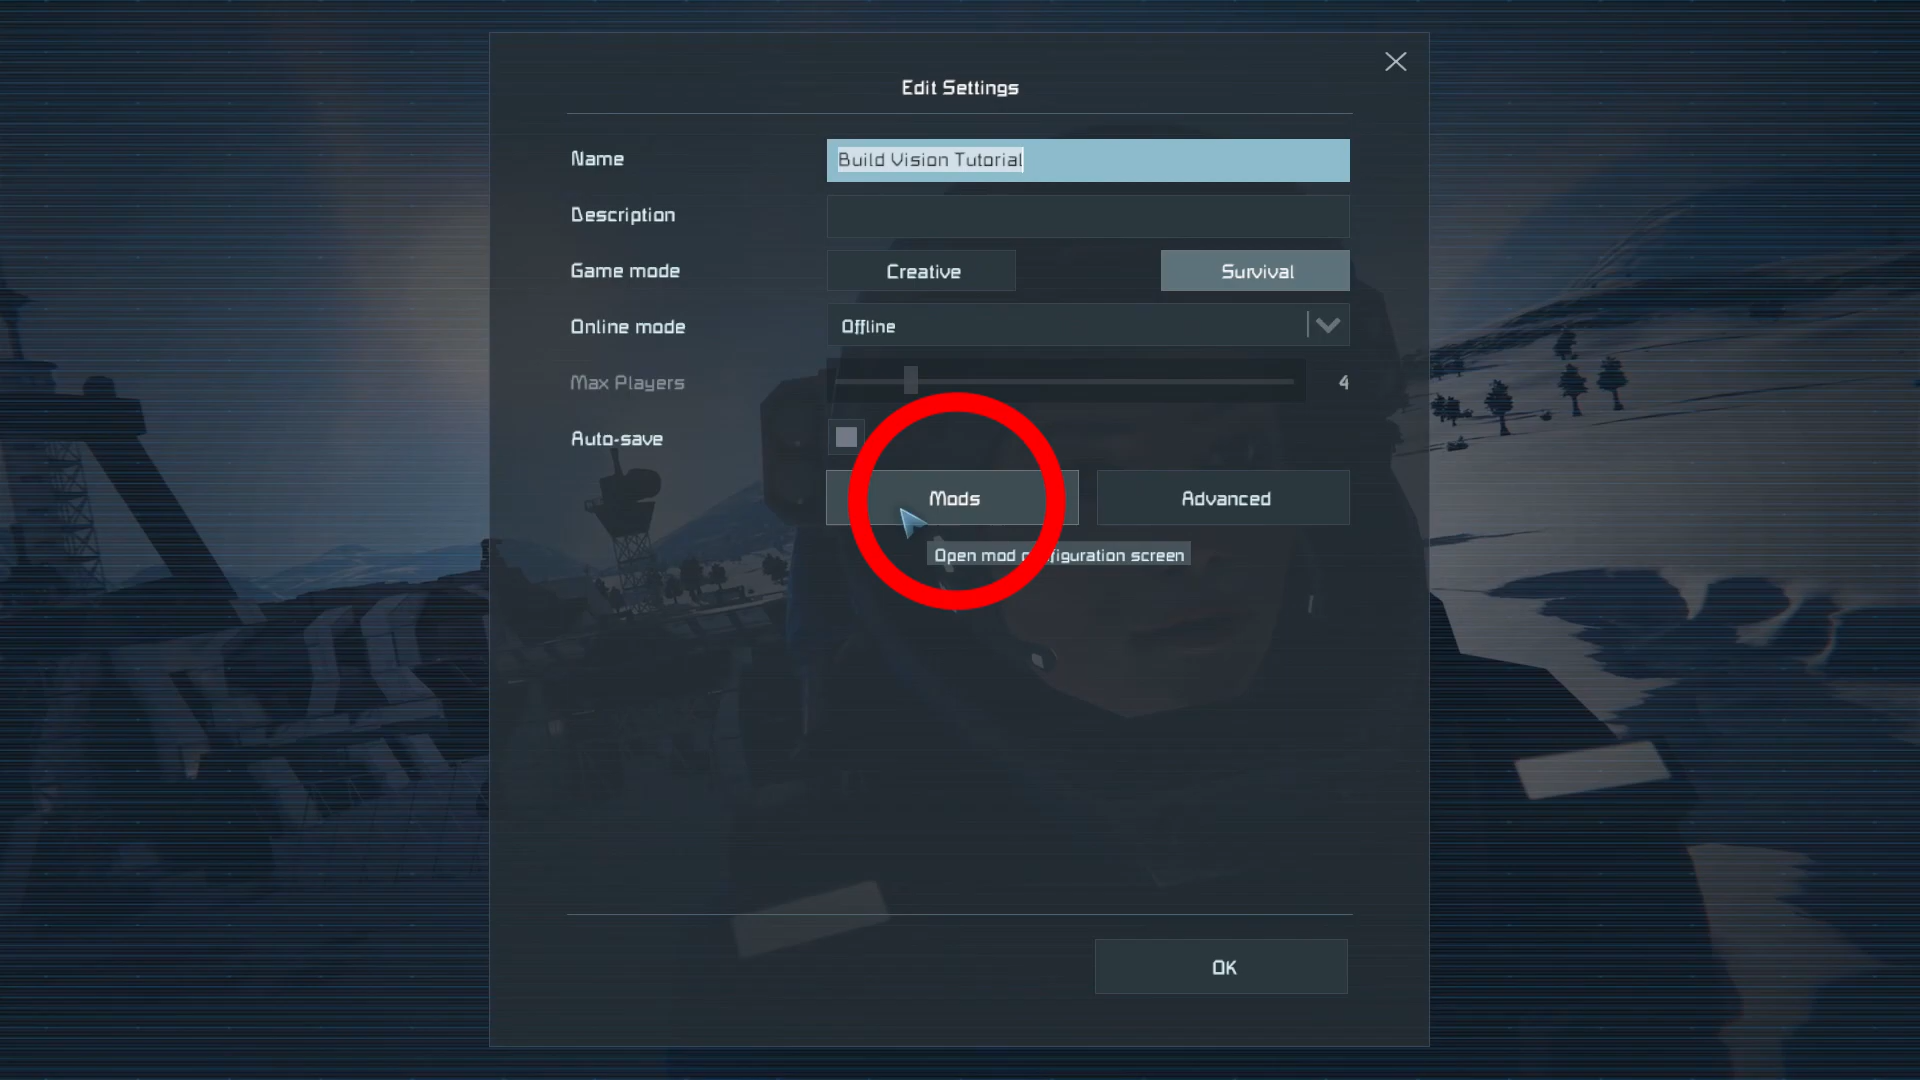 Edit Settings
Name
Build Vision Tutorial
Description
Game mode
Creative
Survival
Online mode
Offline
Max Players
4
Auto-save
Mods
Advanced
Open mod configuration screen
OK